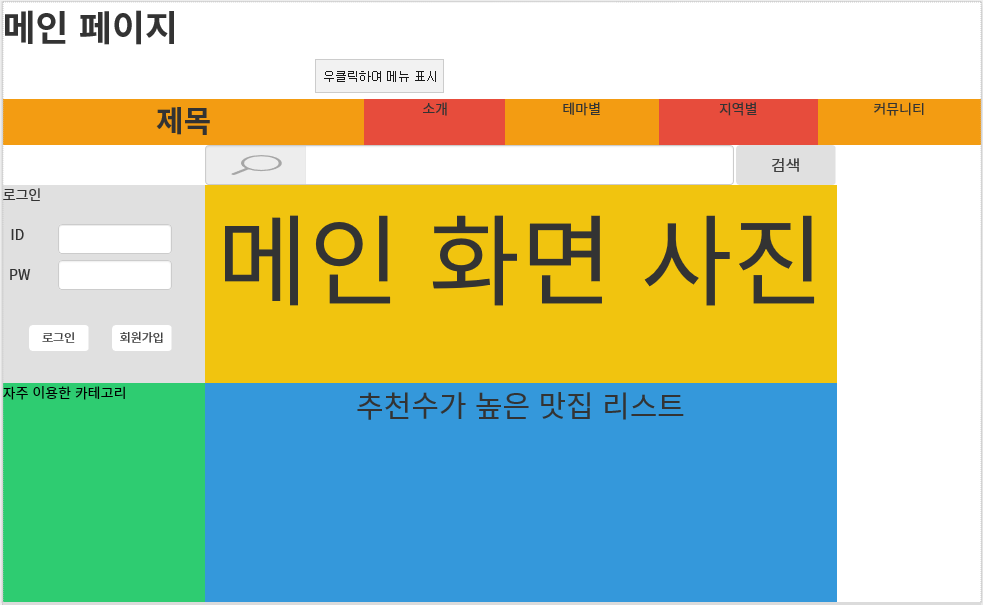 메인 페이지
우클릭하여 메뉴 표시
제목 소개 테마별 지역별 커뮤니티
검색
로그인
ID
PW
로그인 회원가입
메인 화면 사진
자주 이용한 카테고리
추천수가 높은 맛집 리스트